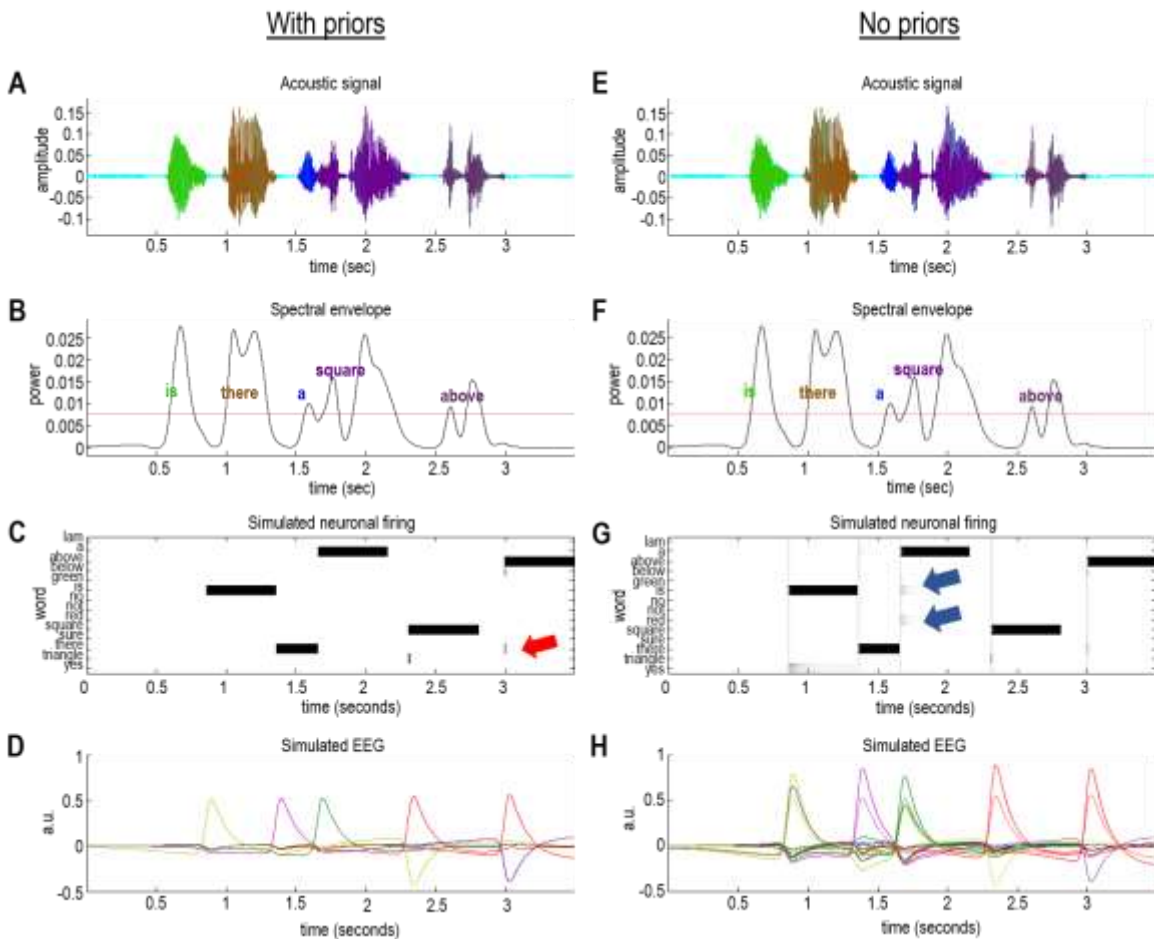 With priors
No priors
A
Acoustic signal
amplitude
0.15
0.1
0.05
0
-0.05
-0.1
0.5 1 1.5 2 2.5 3
time (sec)
E
Acoustic signal
amplitude
0.15
0.1
0.05
0
-0.05
-0.1
0.5 1 1.5 2 2.5 3
time (sec)
B
Spectral envelope
power
0.025
0.02
0.015
0.01
0.005
0
is there a square above
0.5 1 1.5 2 2.5 3
time (sec)
F
Spectral envelope
power
0.025
0.02
0.015
0.01
0.005
0
is there a square above
0.5 1 1.5 2 2.5 3
time (sec)
C
Simulated neuronal firing
word
a
above
below
green
is
no
not
red
square
sure
there
triangle
yes
0 0.5 1 1.5 2 2.5 3
time (seconds)
G
Simulated neuronal firing
word
a
above
below
green
is
no
not
red
square
sure
there
triangle
yes
0 0.5 1 1.5 2 2.5 3
time (seconds)
D
Simulated EEG
a.u.
1
0.5
0
-0.5
0.5 1 1.5 2 2.5 3
time (seconds)
H
Simulated EEG
a.u.
1
0.5
0
-0.5
0.5 1 1.5 2 2.5 3
time (seconds)